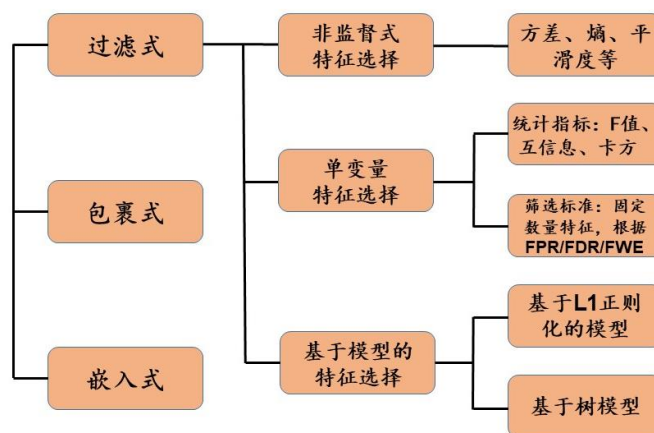 过滤式
非监督式
特征选择
方差、熵、平
滑度等
统计指标：F值、
互信息、卡方
单变量
特征选择
包裹式
筛选标准：固定
数量特征，根据
FPR/FDR/FWE
基于L1正则
化的模型
基于模型的
特征选择
嵌入式
基于树模型